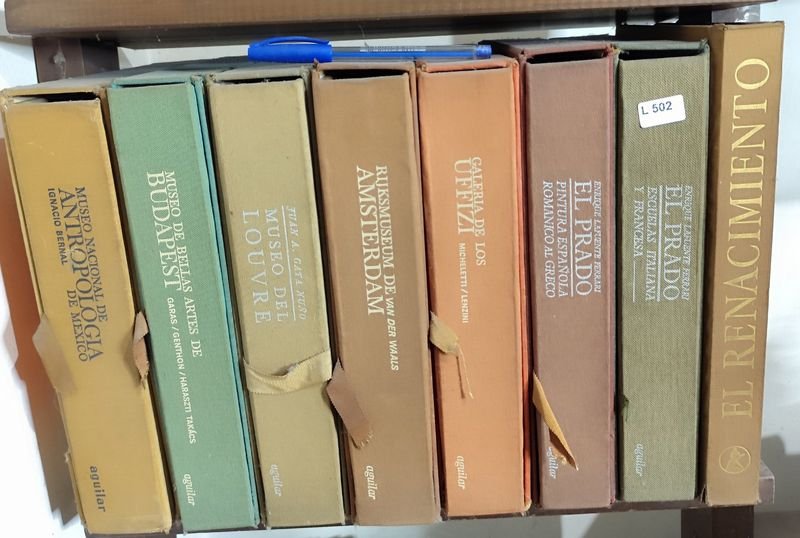 MUSEO NACIONAL DE
ANTROPOLOGIA
DE MEXICO
IGNACIO BERNAL
aguilar
MUSEO DE BELLAS ARTES DE
BUDAPEST
GARAS/GENTHON/HARASZTI TAKÁCS
aguilar
JUAN A. GAYA NUÑO
MUSEO DEL
LOUVRE
aguilar
RIJKSMUSEUM DE
AMSTERDAM
VAN DER WAALS
aguilar
GALERIA DE LOS
UFFIZI
MICHELETTI/LENZINI
aguilar
ENRIQUE LAFUENTE FERRARI
EL PRADO
PINTURA ESPAÑOLA
ROMANICO AL GRECO
aguilar
L 502
ENRIQUE LAFUENTE FERRARI
EL PRADO
ESCUELAS ITALIANA
Y FRANCESA
aguilar
EL RENACIMIENTO